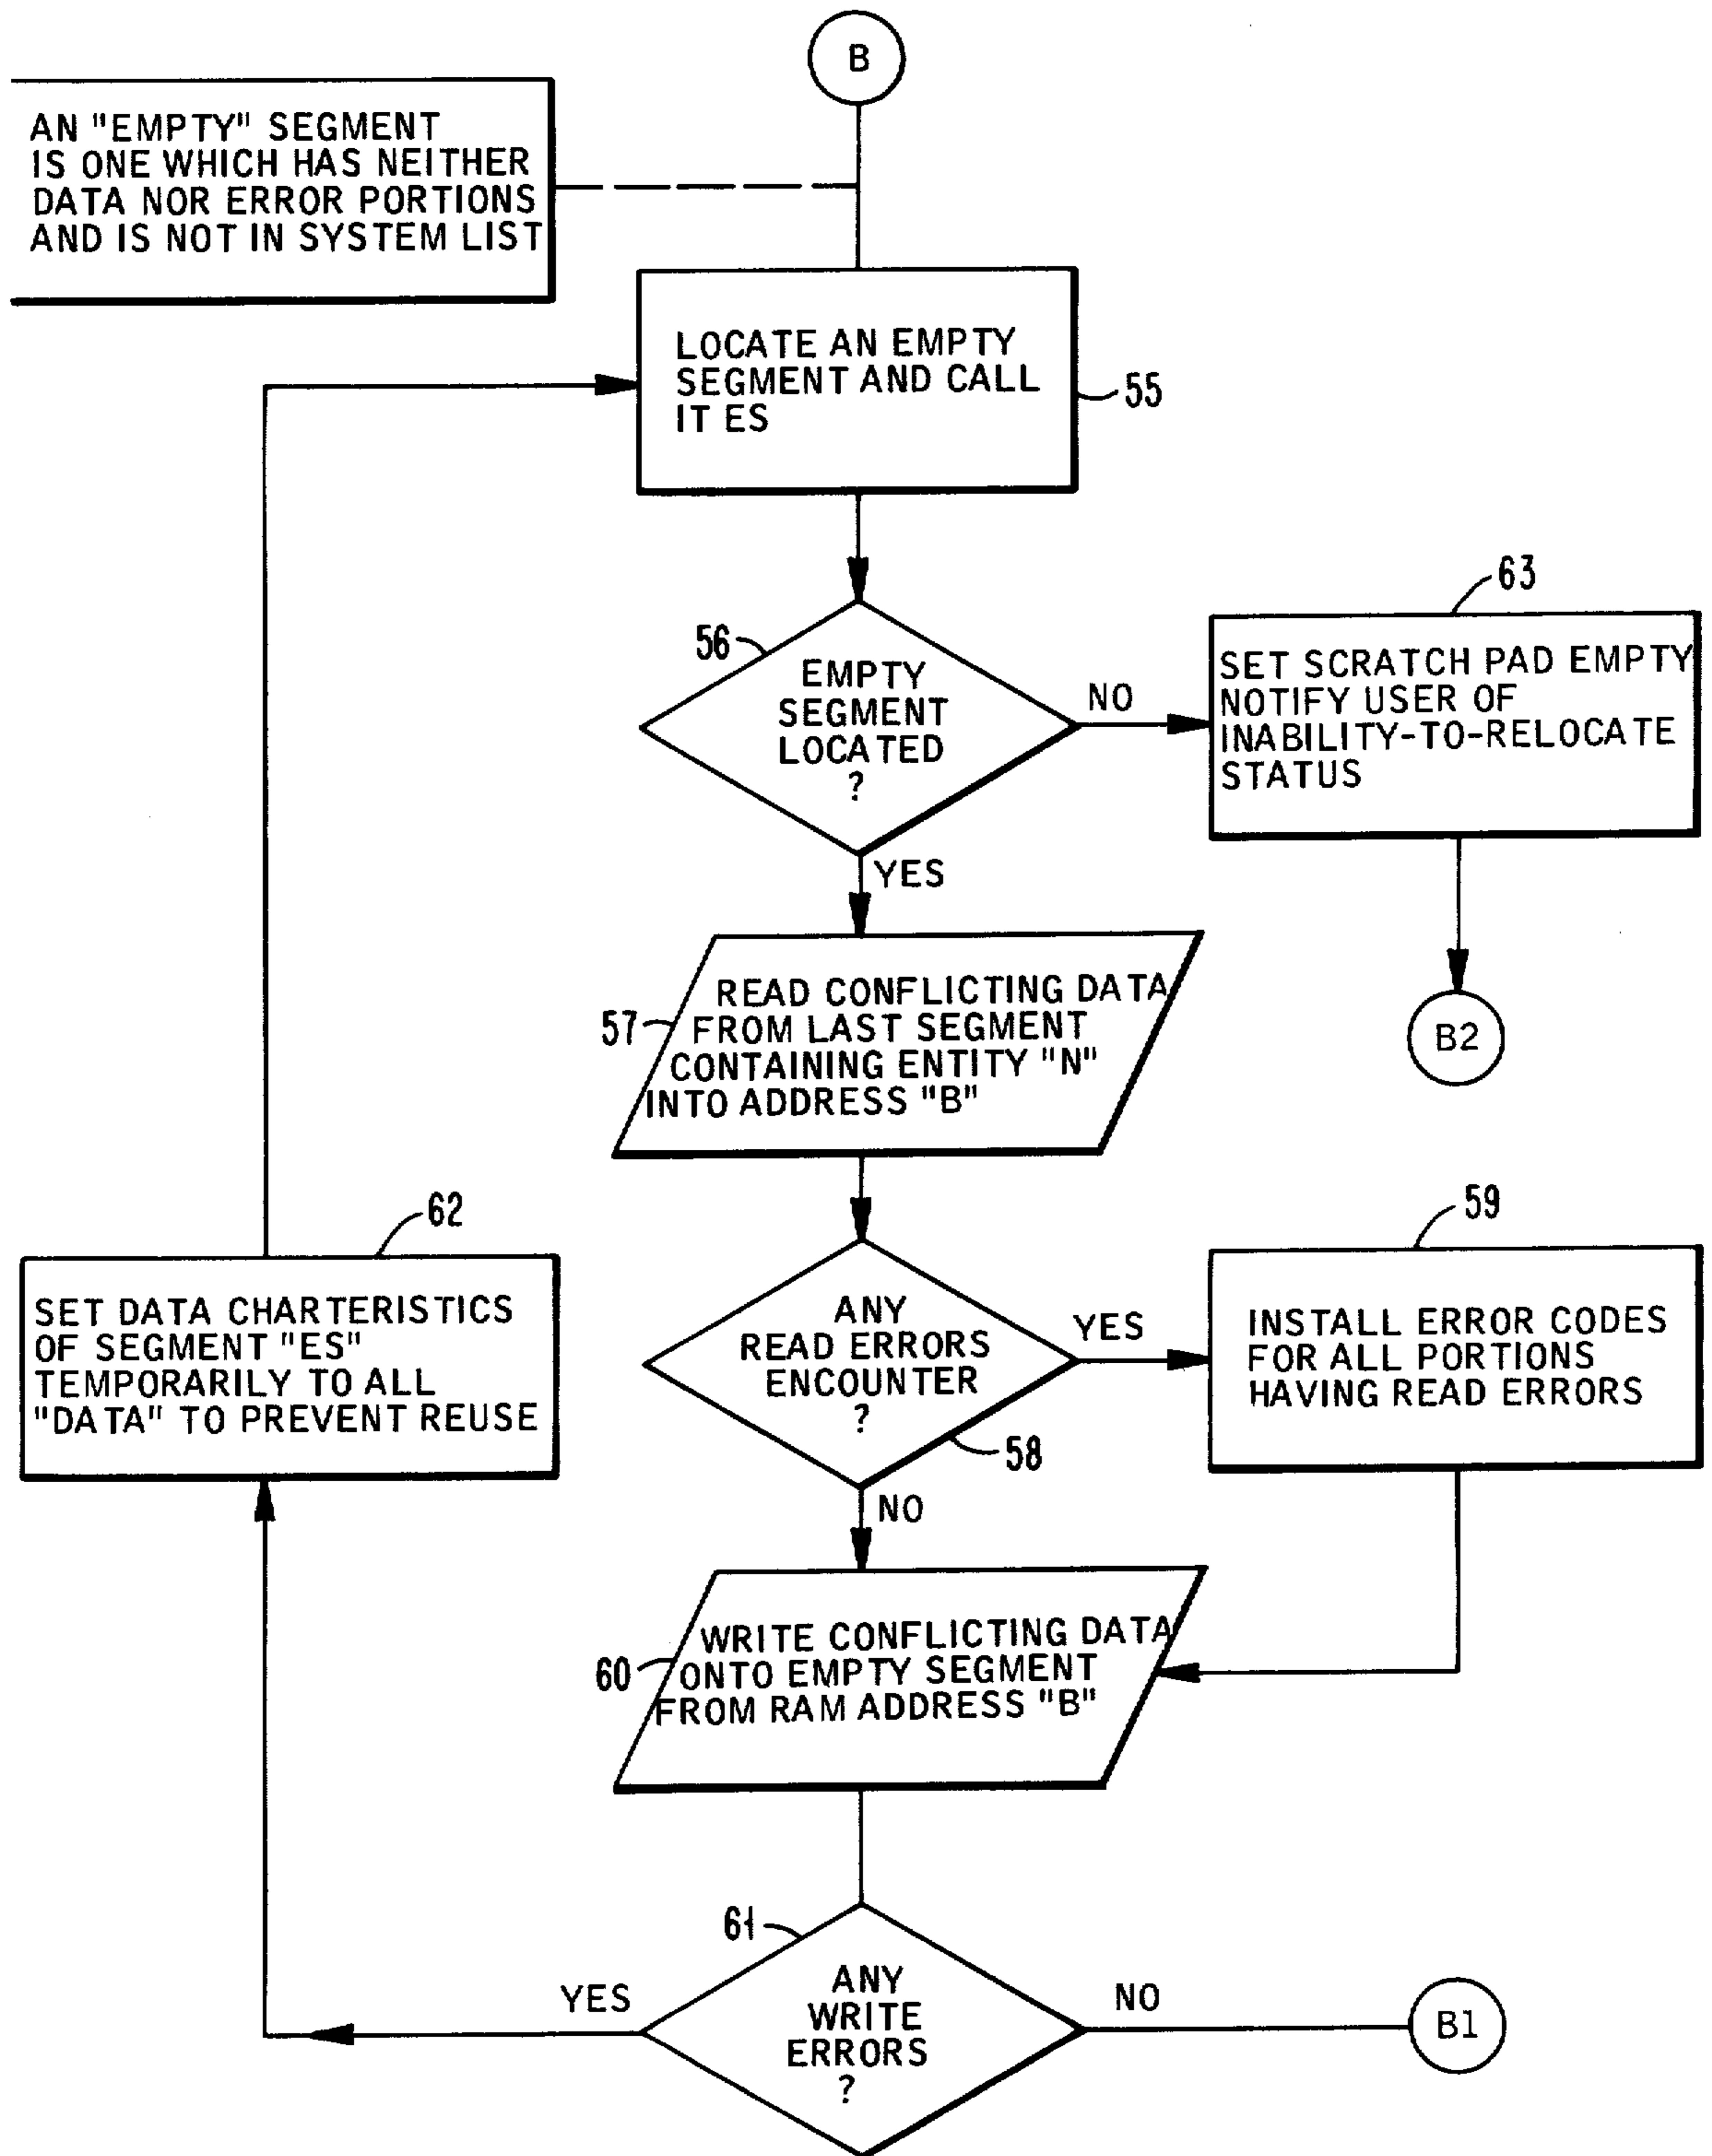 B
AN "EMPTY" SEGMENT
IS ONE WHICH HAS NEITHER
DATA NOR ERROR PORTIONS
AND IS NOT IN SYSTEM LIST
LOCATE AN EMPTY
SEGMENT AND CALL
IT ES
55
56
EMPTY
SEGMENT
LOCATED
?
NO
63
SET SCRATCH PAD EMPTY
NOTIFY USER OF
INABILITY-TO-RELOCATE
STATUS
YES
B2
57
READ CONFLICTING DATA
FROM LAST SEGMENT
CONTAINING ENTITY "N"
INTO ADDRESS "B"
62
SET DATA CHARTERISTICS
OF SEGMENT "ES"
TEMPORARILY TO ALL
"DATA" TO PREVENT REUSE
ANY
READ ERRORS
ENCOUNTER
?
58
YES
59
INSTALL ERROR CODES
FOR ALL PORTIONS
HAVING READ ERRORS
NO
60
WRITE CONFLICTING DATA
ONTO EMPTY SEGMENT
FROM RAM ADDRESS "B"
61
ANY
WRITE
ERRORS
?
YES
NO
B1